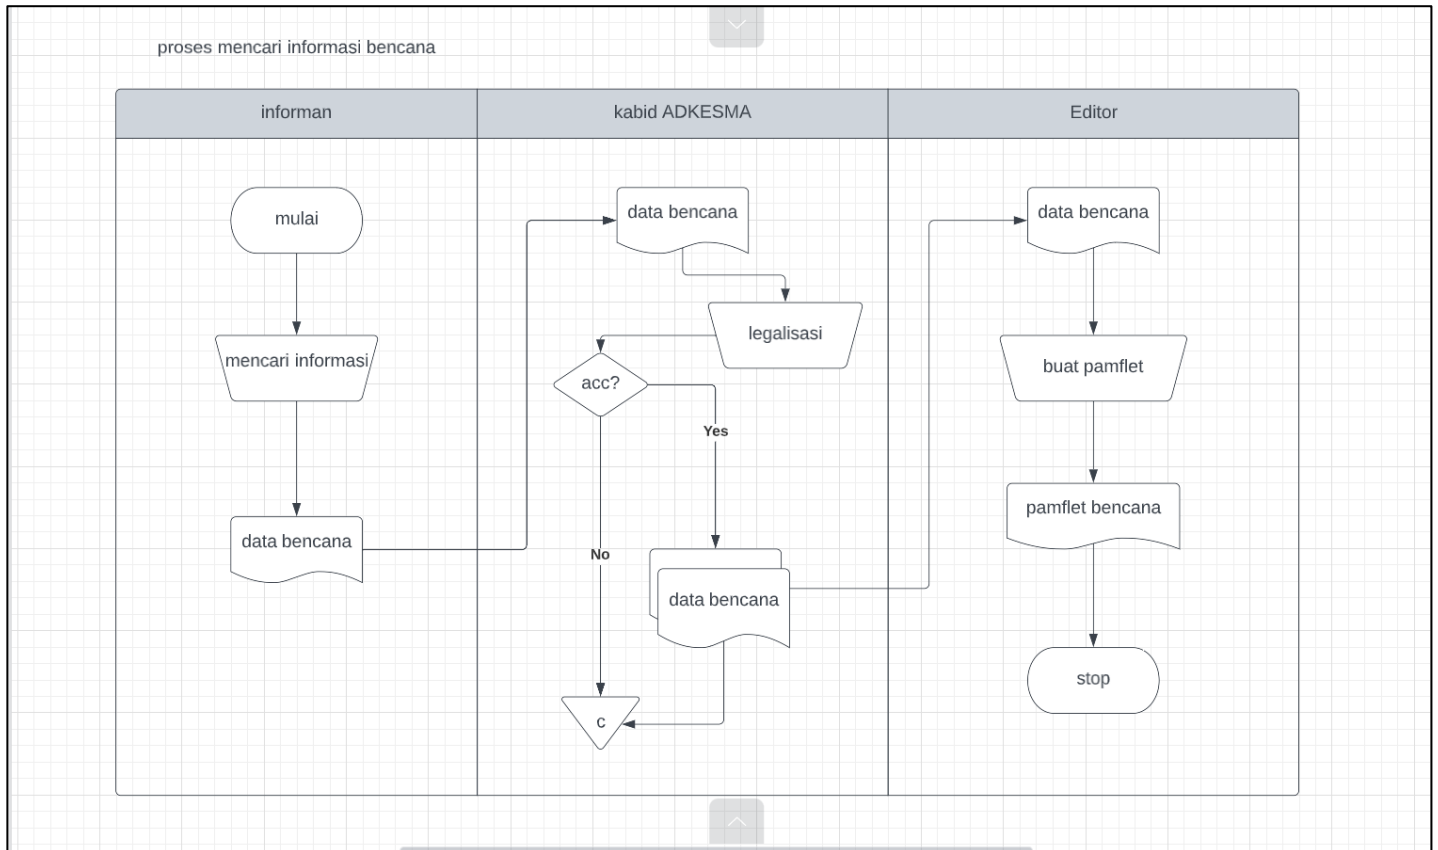 proses mencari informasi bencana
informan
kabid ADKESMA
Editor
mulai
mencari informasi
data bencana
data bencana
legalisasi
acc?
Yes
No
data bencana
c
data bencana
buat pamflet
pamflet bencana
stop